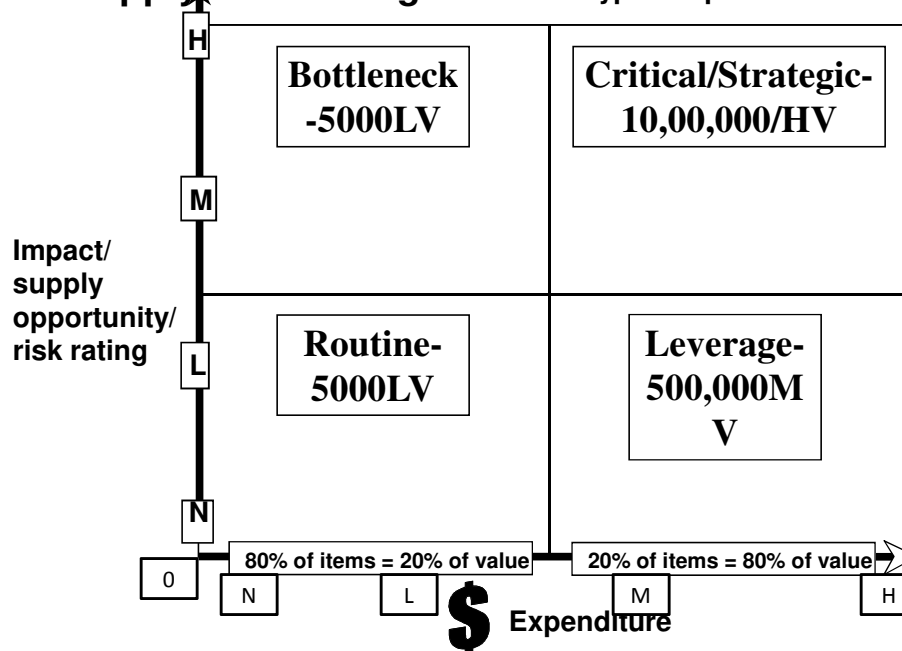 H
Bottleneck
-5000LV
Critical/Strategic-
10,00,000/HV
M
Impact/
supply
opportunity/
risk rating
L
Routine-
5000LV
Leverage-
500,000M
V
N
80% of items = 20% of value
20% of items = 80% of value
0
N
L
M
H
$
Expenditure